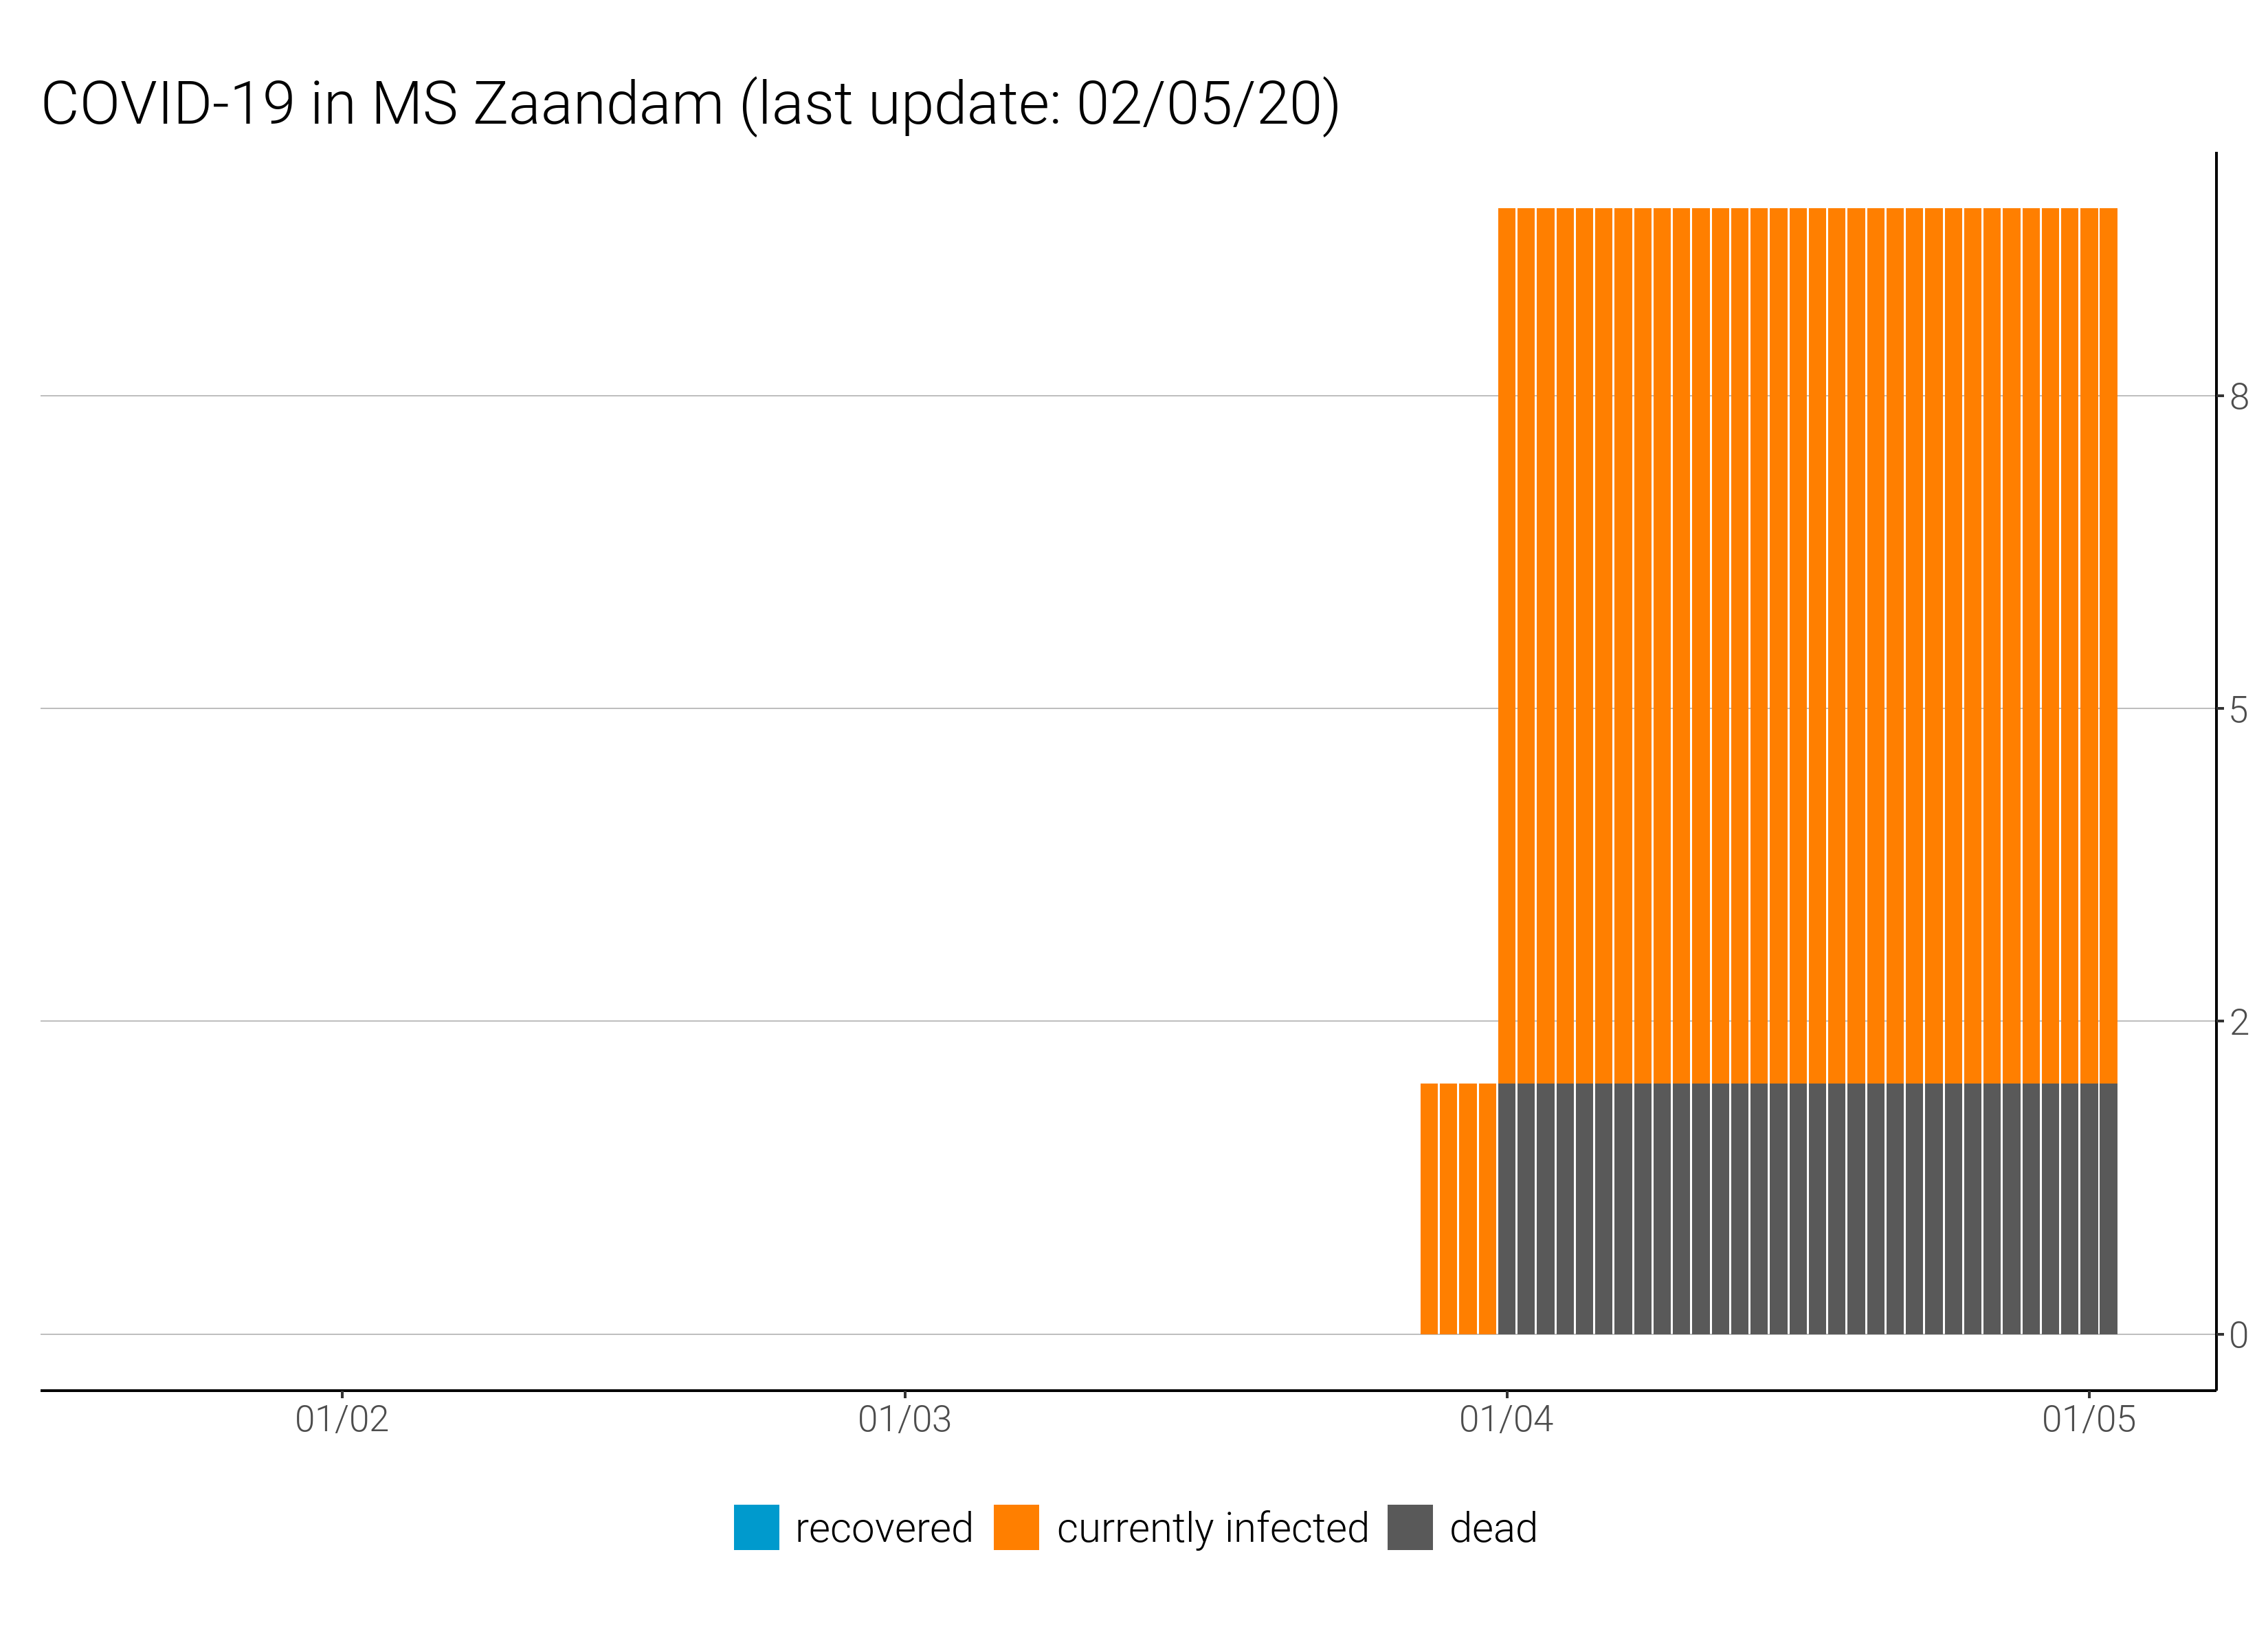 COVID-19 in MS Zaandam (last update: 02/05/20)
8
5
2
0
01/02 01/03 01/04 01/05
recovered currently infected dead